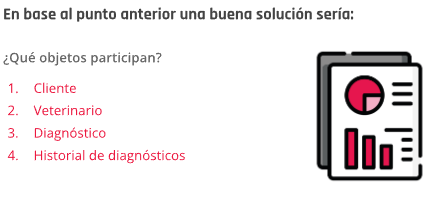 En base al punto anterior una buena solución sería:
¿Qué objetos participan?
1. Cliente
2. Veterinario
3. Diagnóstico
4. Historial de diagnósticos